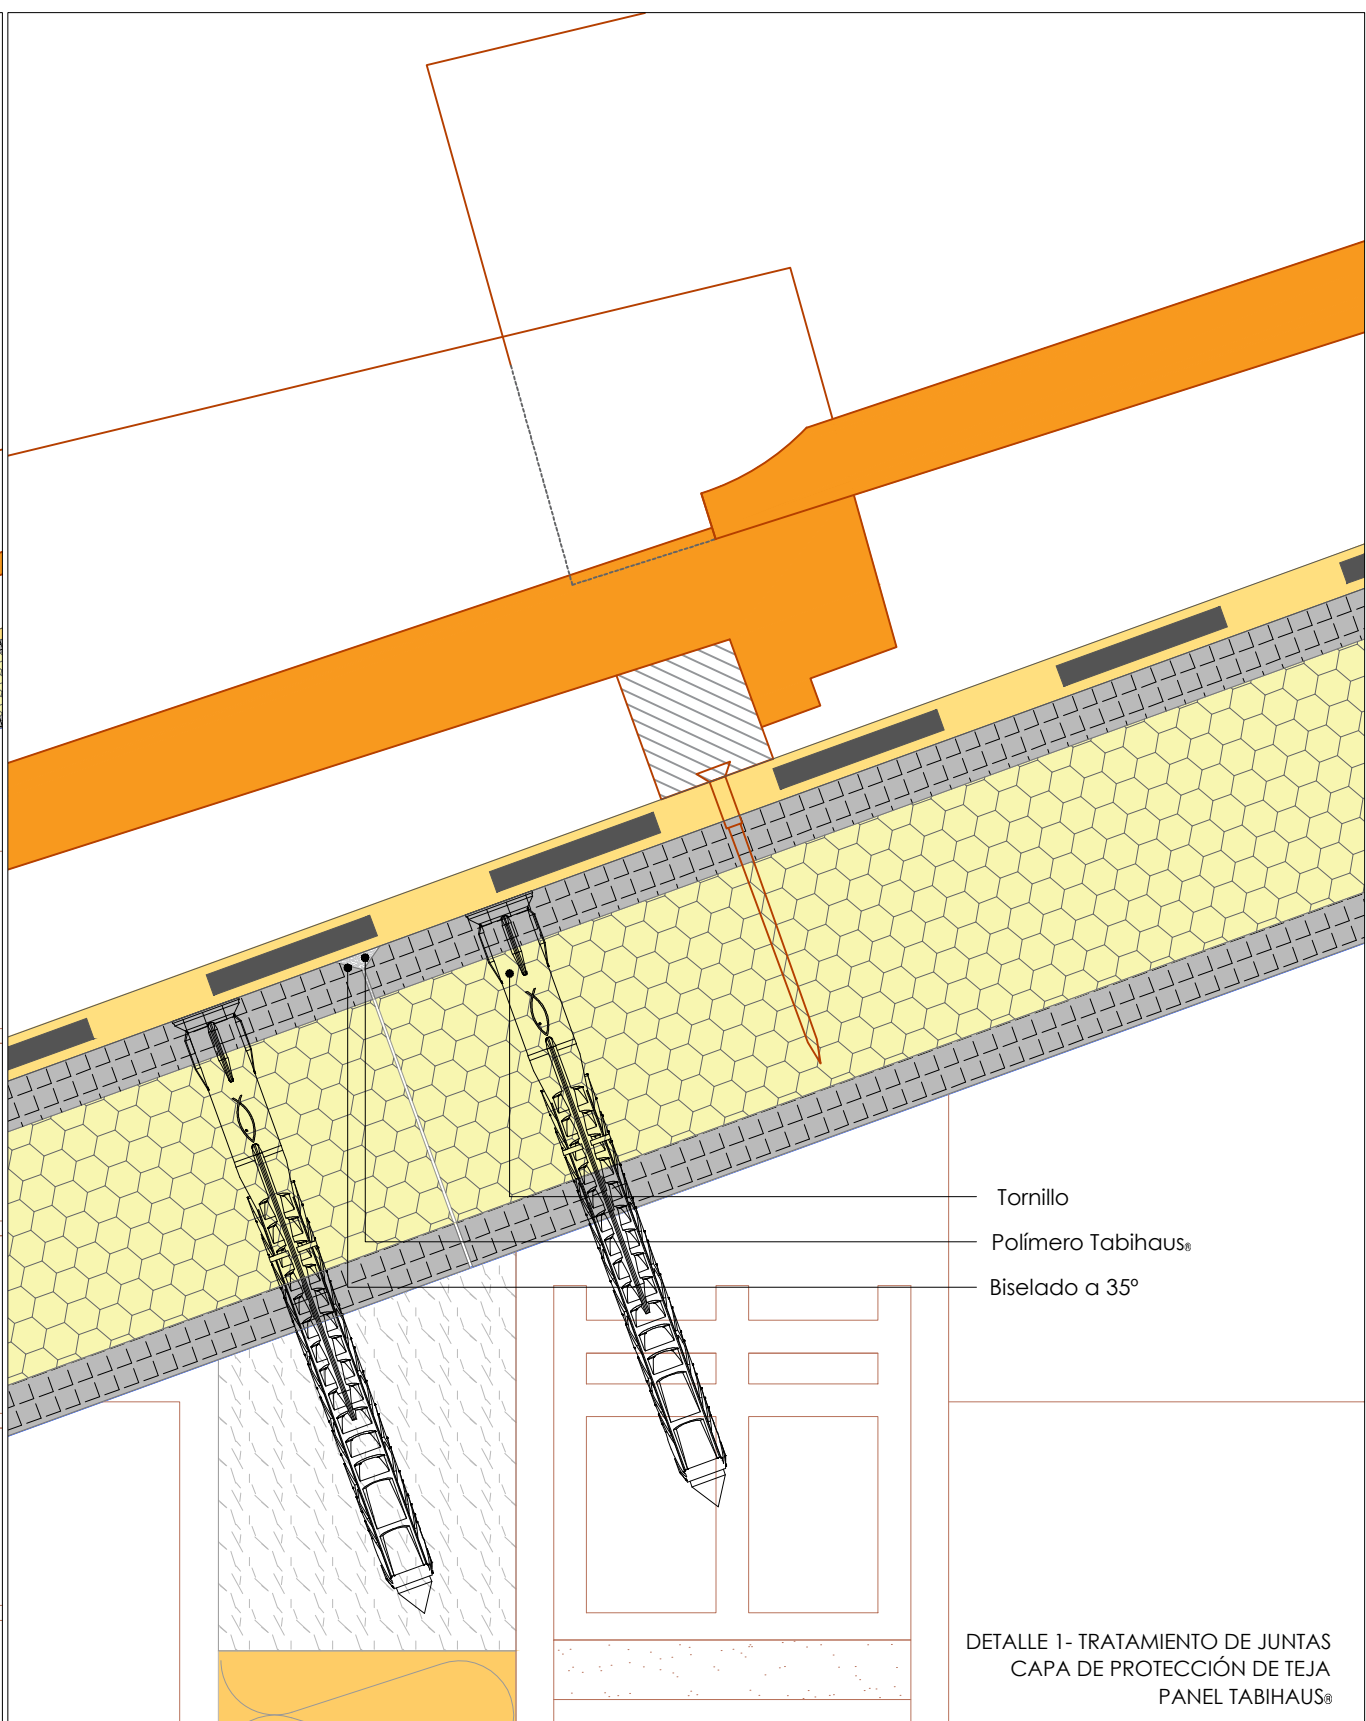 Tornillo
Polímero Tabihaus®
Biselado a 35º
DETALLE 1- TRATAMIENTO DE JUNTAS
CAPA DE PROTECCIÓN DE TEJA
PANEL TABIHAUS®